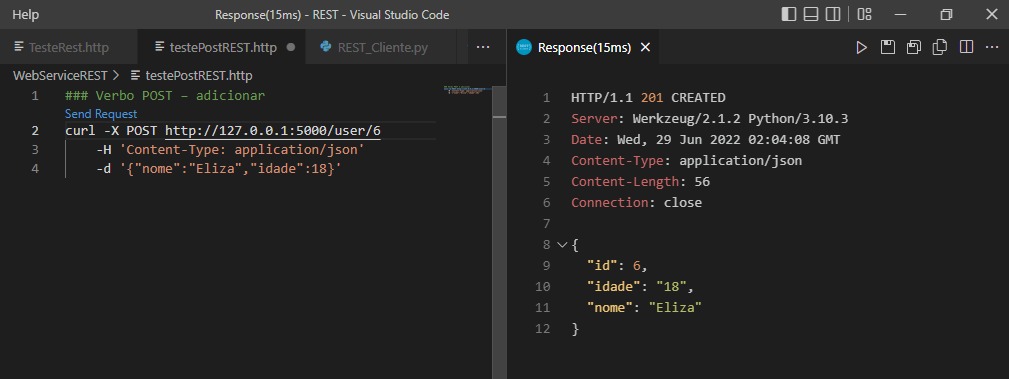 Help
Response(15ms) - REST - Visual Studio Code
TesteRest.http
testePostREST.http
REST_Cliente.py
WebServiceREST > testePostREST.http
1 ### Verbo POST – adicionar
Send Request
2 curl -X POST http://127.0.0.1:5000/user/6
3 -H 'Content-Type: application/json'
4 -d '{"nome":"Eliza","idade":18}'
Response(15ms)
1 HTTP/1.1 201 CREATED
2 Server: Werkzeug/2.1.2 Python/3.10.3
3 Date: Wed, 29 Jun 2022 02:04:08 GMT
4 Content-Type: application/json
5 Content-Length: 56
6 Connection: close
7
8 {
9 "id": 6,
10 "idade": "18",
11 "nome": "Eliza"
12 }